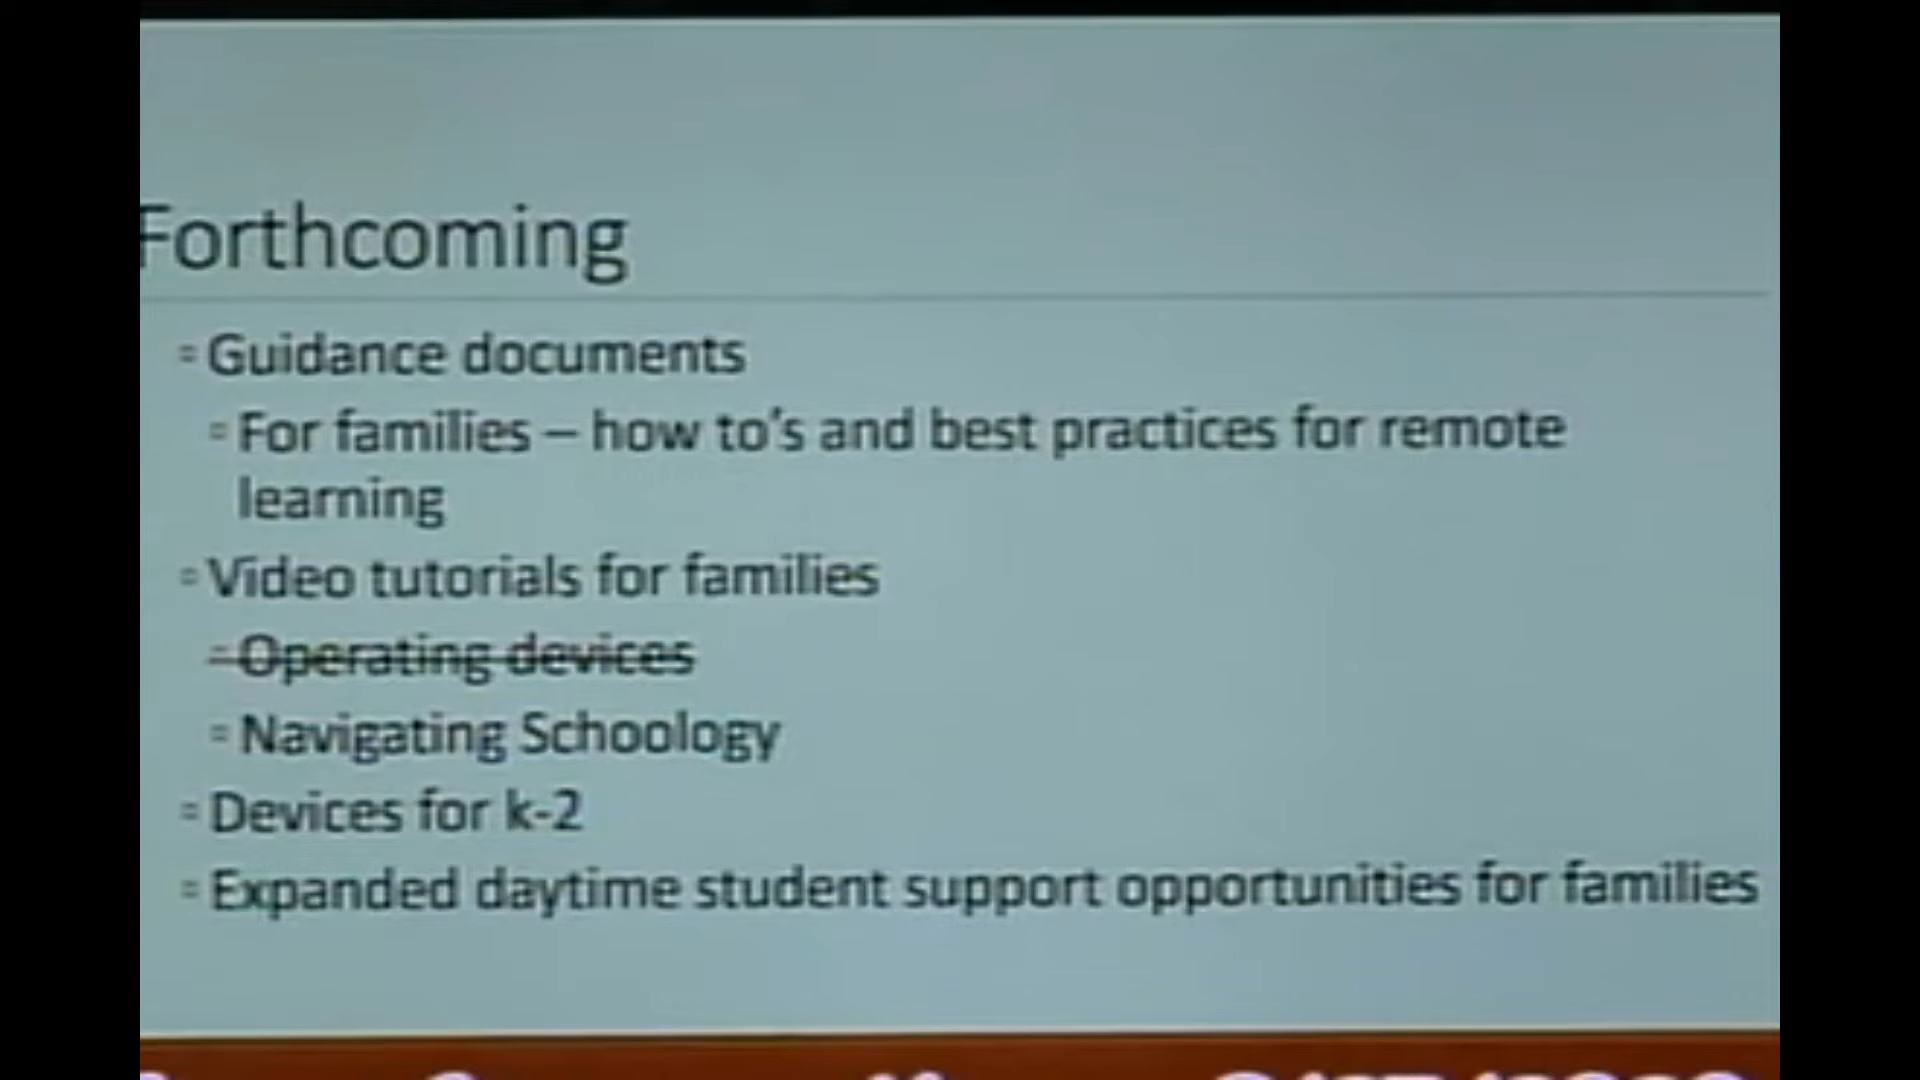 Forthcoming
Guidance documents
For families – how to's and best practices for remote
learning
Video tutorials for families
Operating devices
Navigating Schoology
Devices for k-2
Expanded daytime student support opportunities for families